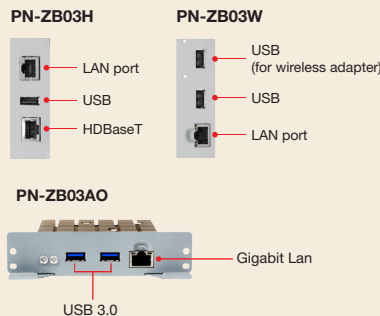 PN-ZB03H
LAN port
USB
HDBaseT
PN-ZB03W
USB
(for wireless adapter)
USB
LAN port
PN-ZB03AO
Gigabit Lan
USB 3.0